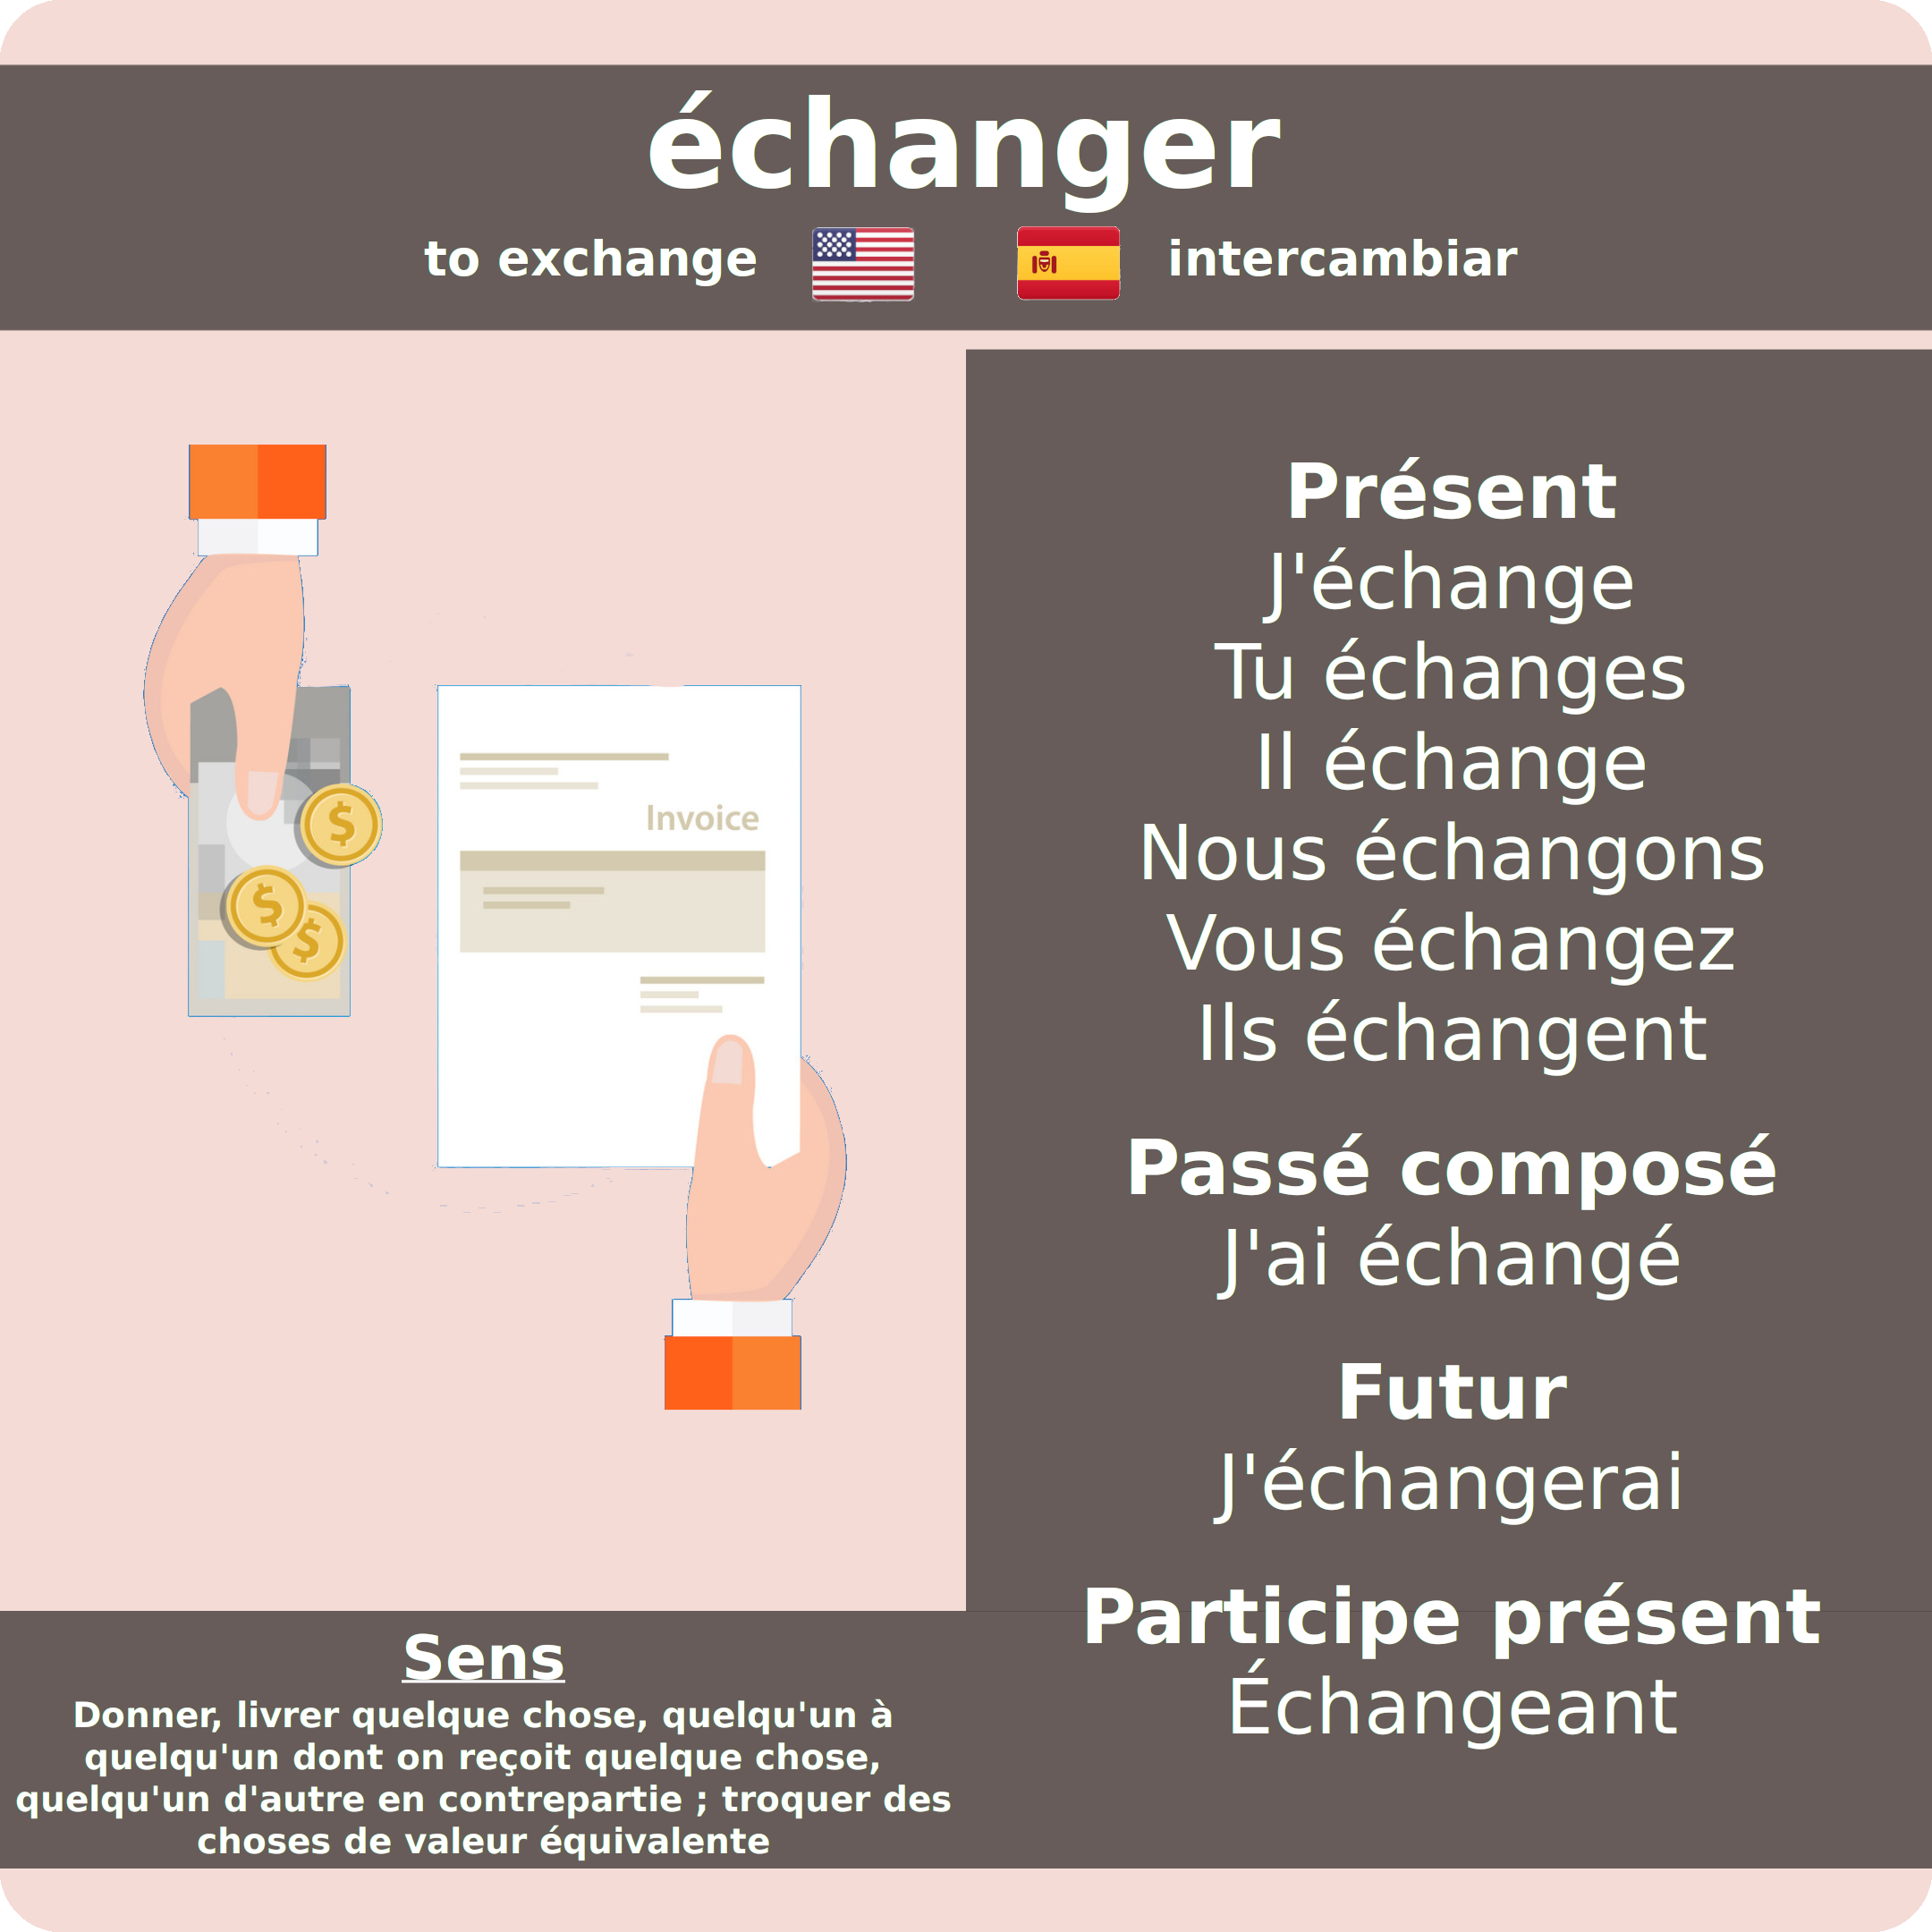 échanger
to exchange
intercambiar
Invoice
Présent
J'échange
Tu échanges
Il échange
Nous échangons
Vous échangez
Ils échangent
Passé composé
J'ai échangé
Futur
J'échangerai
Participe présent
Échangeant
Sens
Donner, livrer quelque chose, quelqu'un à
quelqu'un dont on reçoit quelque chose,
quelqu'un d'autre en contrepartie ; troquer des
choses de valeur équivalente